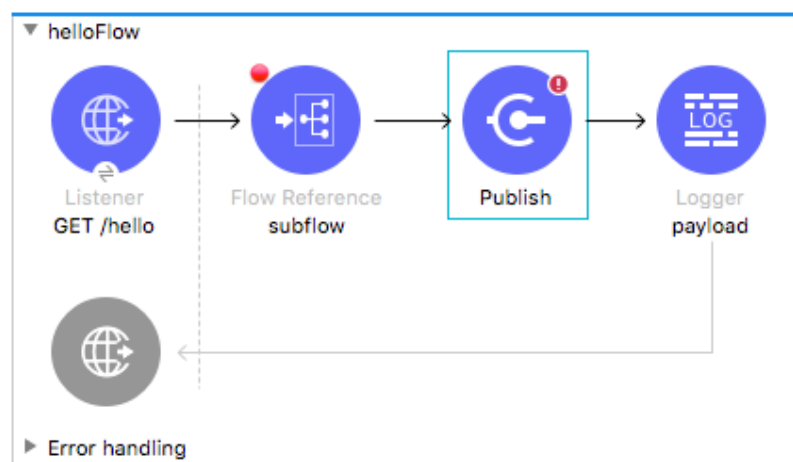 helloFlow
LOG
Listener
GET /hello
Flow Reference
subflow
Publish
Logger
payload
Error handling